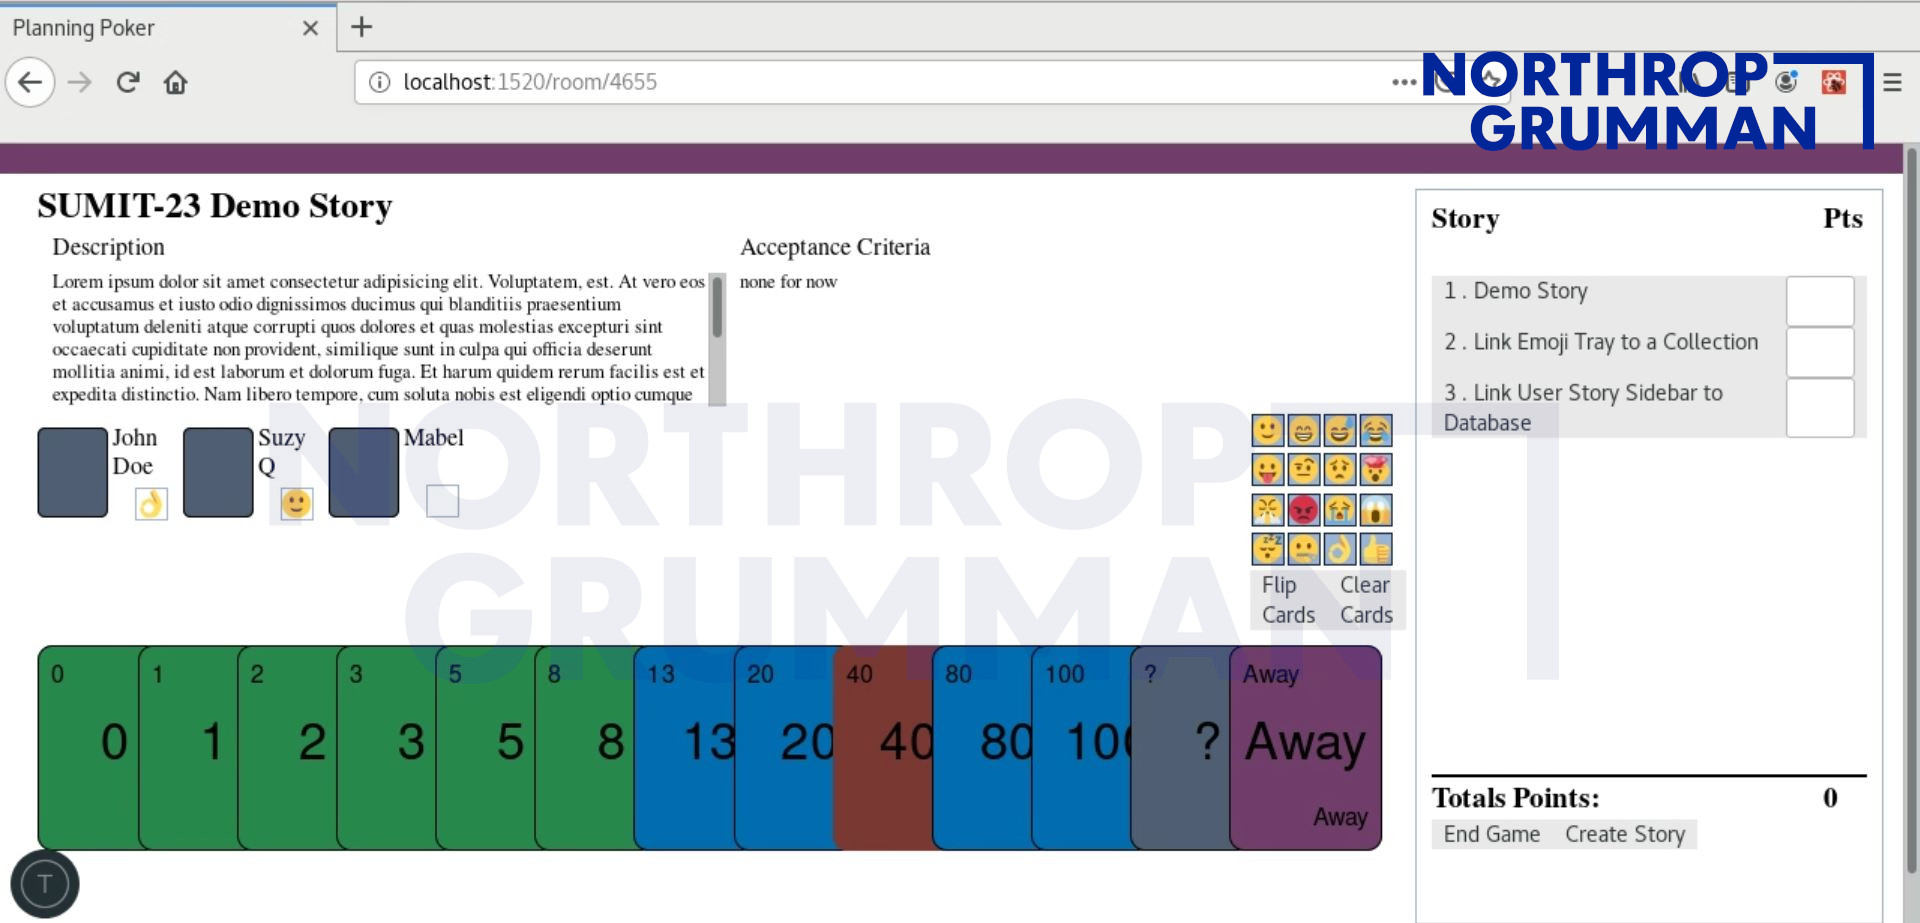 Planning Poker
localhost:1520/room/4655
NORTHROP
GRUMMAN
SUMIT-23 Demo Story
Description
Lorem ipsum dolor sit amet consectetur adipisicing elit. Voluptatem, est. At vero eos
et accusamus et iusto odio dignissimos ducimus qui blanditiis praesentium
voluptatum deleniti atque corrupti quos dolores et quas molestias excepturi sint
occaecati cupiditate non provident, similique sunt in culpa qui officia deserunt
mollitia animi, id est laborum et dolorum fuga. Et harum quidem rerum facilis est et
expedita distinctio. Nam libero tempore, cum soluta nobis est eligendi optio cumque
Acceptance Criteria
none for now
John
Doe
Suzy
Q
Mabel
NORTHROP
GRUMMAN
Flip
Cards
Clear
Cards
0
0
1
1
2
2
3
3
5
5
8
8
13
13
20
20
40
40
80
80
100
100
?
?
Away
Away
Away
T
Story Pts
1 . Demo Story
2 . Link Emoji Tray to a Collection
3 . Link User Story Sidebar to
Database
Totals Points: 0
End Game Create Story